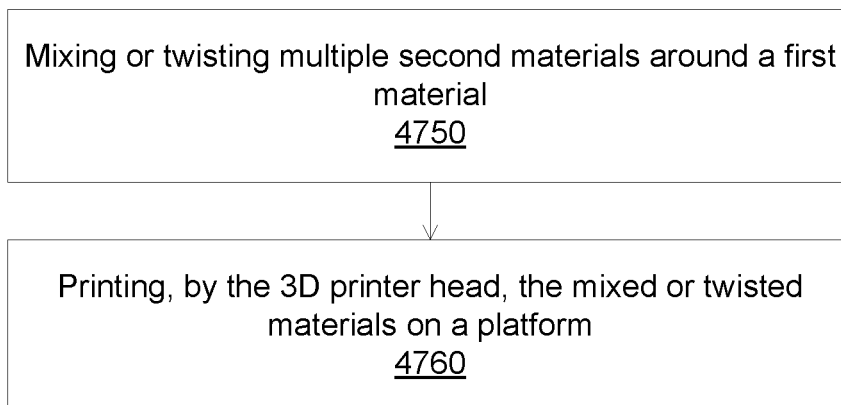 Mixing or twisting multiple second materials around a first
material
4750
Printing, by the 3D printer head, the mixed or twisted
materials on a platform
4760